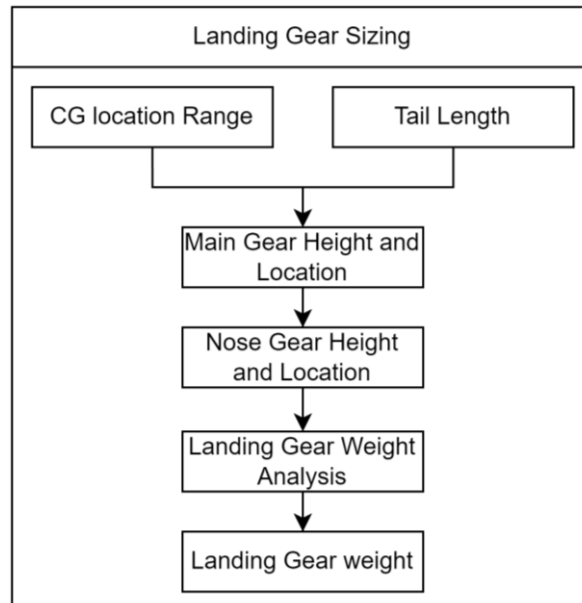 Landing Gear Sizing
CG location Range
Tail Length
Main Gear Height and
Location
Nose Gear Height
and Location
Landing Gear Weight
Analysis
Landing Gear weight